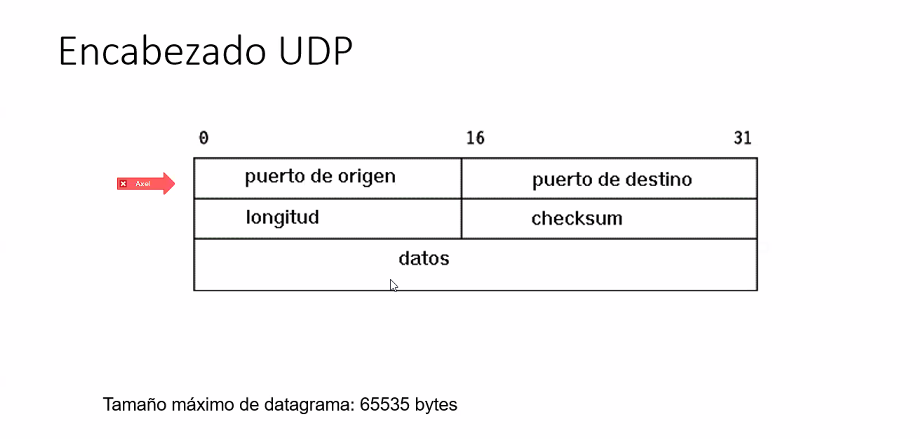 Encabezado UDP
0 16 31
Axel
puerto de origen puerto de destino
longitud checksum
datos
Tamaño máximo de datagrama: 65535 bytes